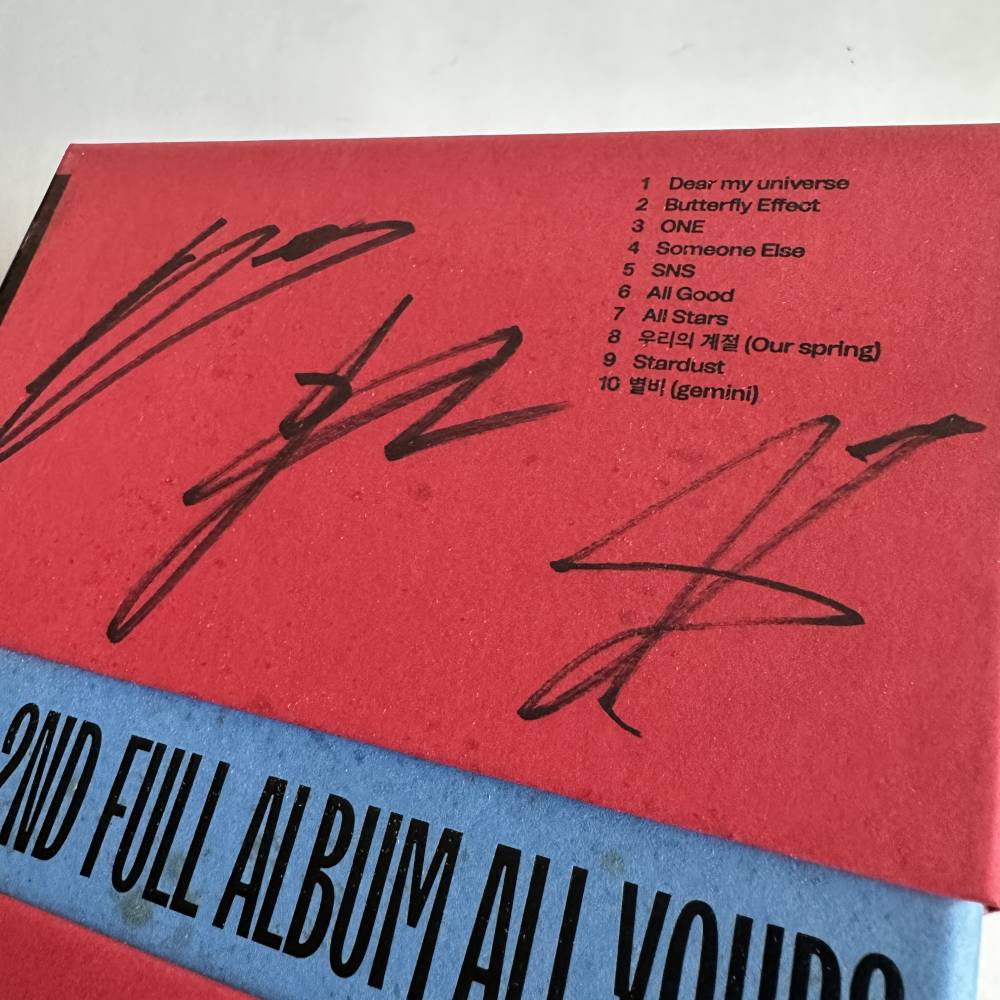 1 Dear my universe
2 Butterfly Effect
3 ONE
4 Someone Else
5 SNS
6 All Good
7 All Stars
8 우리의 계절 (Our spring)
9 Stardust
10 별비 (gemini)
2ND FULL ALBUM ALL YOURS